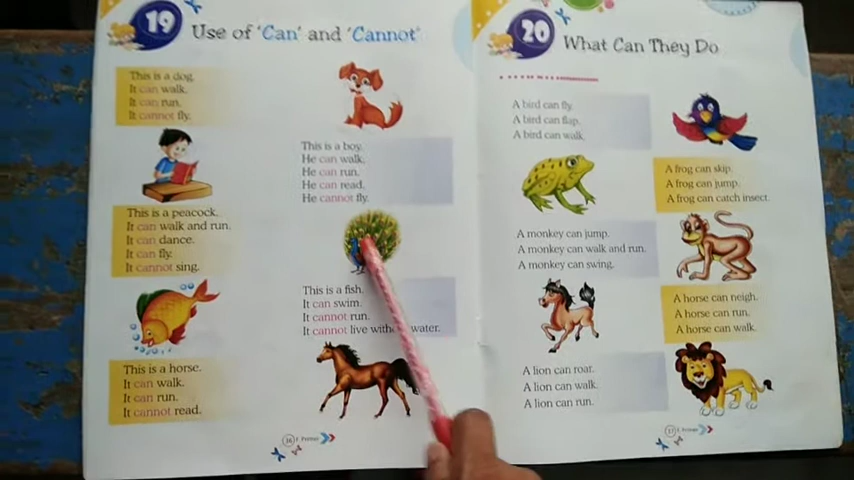 19
Use of 'Can' and 'Cannot'
This is a dog.
It can walk.
It can run.
It cannot fly.
This is a boy.
He can walk.
He can run.
He can read.
He cannot fly.
This is a peacock.
It can walk and run.
It can dance.
It can fly.
It cannot sing.
This is a fish.
It can swim.
It cannot run.
It cannot live water.
This is a horse.
It can walk.
It can run.
It cannot read.
16
20
What Can They Do
A bird can fly.
A bird can flap.
A bird can walk.
A frog can skip.
A frog can jump.
A frog can catch insect.
A monkey can jump.
A monkey can walk and run.
A monkey can swing.
A horse can neigh.
A horse can run.
A horse can walk.
A lion can roar.
A lion can walk.
A lion can run.
17